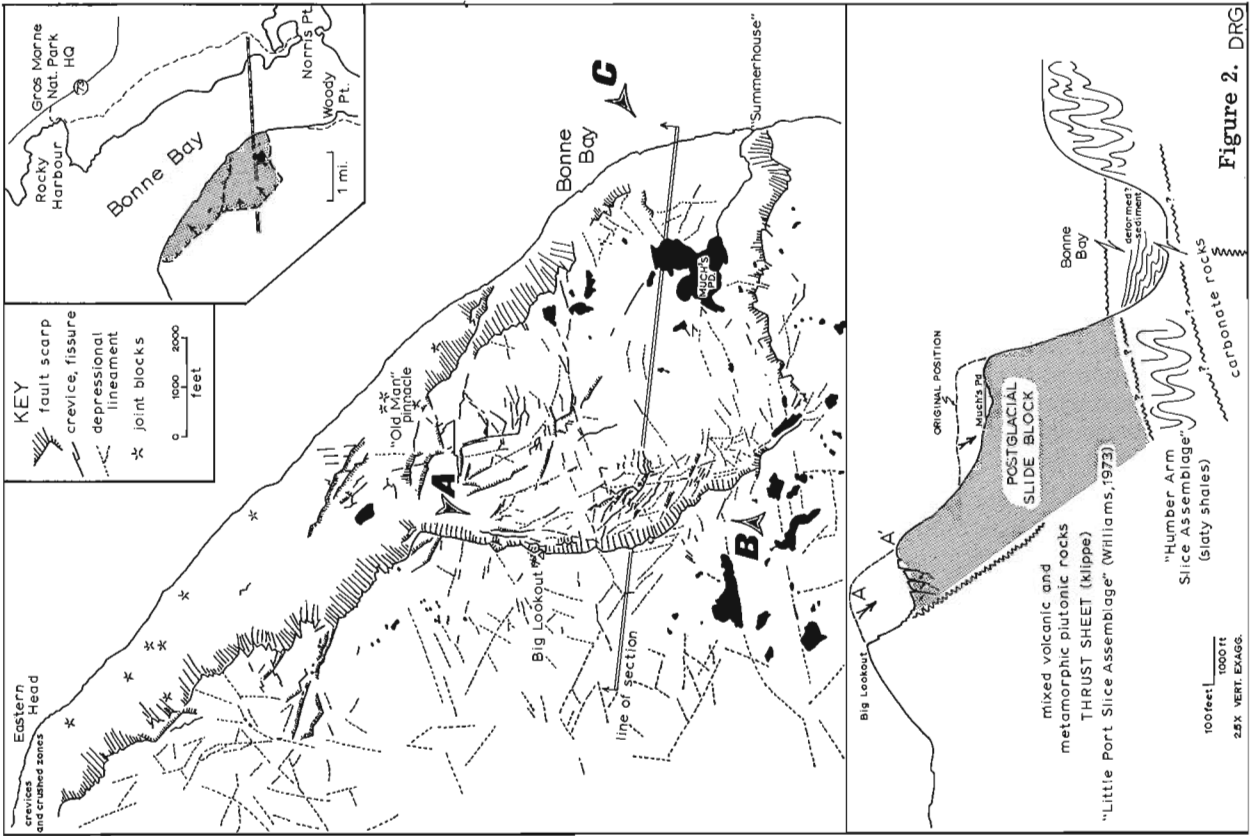 KEY
fault scarp
crevice, fissure
depressional
lineament
joint blocks
0 1000 2000
feet
Rocky
Harbour
Gros Morne
Nat. Park
HQ
73
Bonne Bay
Norris Pt.
Woody
Pt.
1 mi.
Eastern
Head
crevices
and crushed zones
"Old Man"
pinnacle
Bonne
Bay
A
B
C
Big Lookout
MUCH'S
PD.
"Summerhouse"
line of section
Big Lookout
A
A'
ORIGINAL POSITION
Much's Pd
POSTGLACIAL
SLIDE BLOCK
Bonne
Bay
deformed?
sediment
mixed volcanic and
metamorphic plutonic rocks
THRUST SHEET (klippe)
"Little Port Slice Assemblage" (Williams, 1973)
"Humber Arm
Slice Assemblage"
(slaty shales)
carbonate rocks
?
?
?
?
?
?
100 feet
1000 ft
2.5X VERT. EXAGG.
Figure 2. DRG